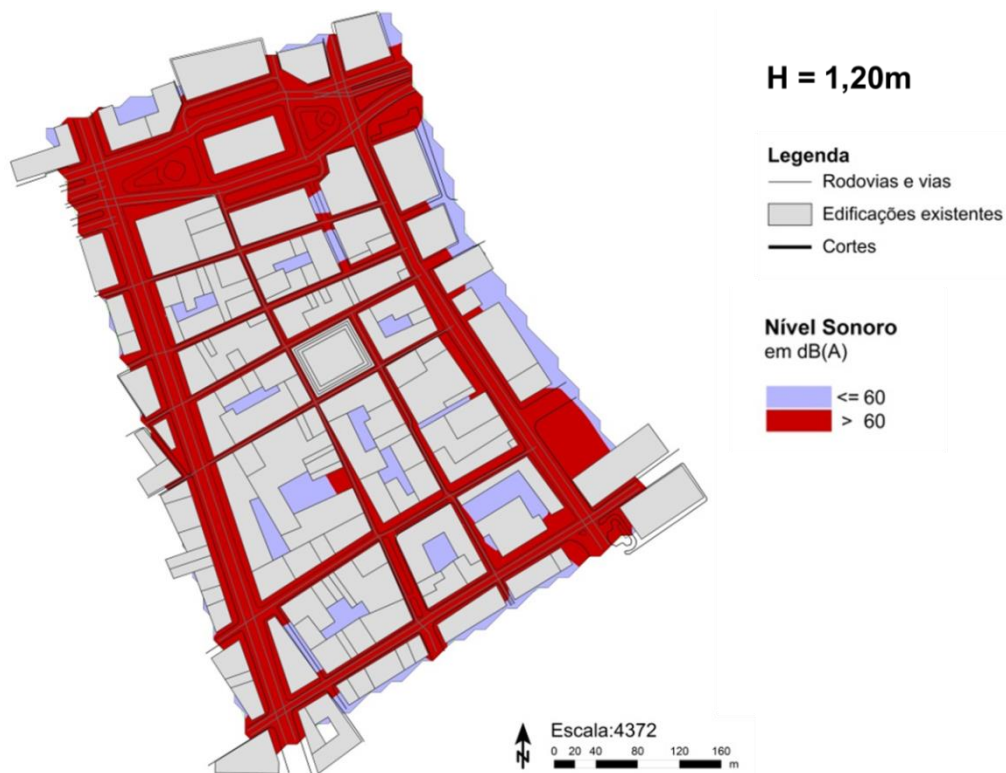 H = 1,20m
Legenda
Rodovias e vias
Edificações existentes
Cortes
Nível Sonoro
em dB(A)
<= 60
> 60
N
Escala:4372
0 20 40 80 120 160
m